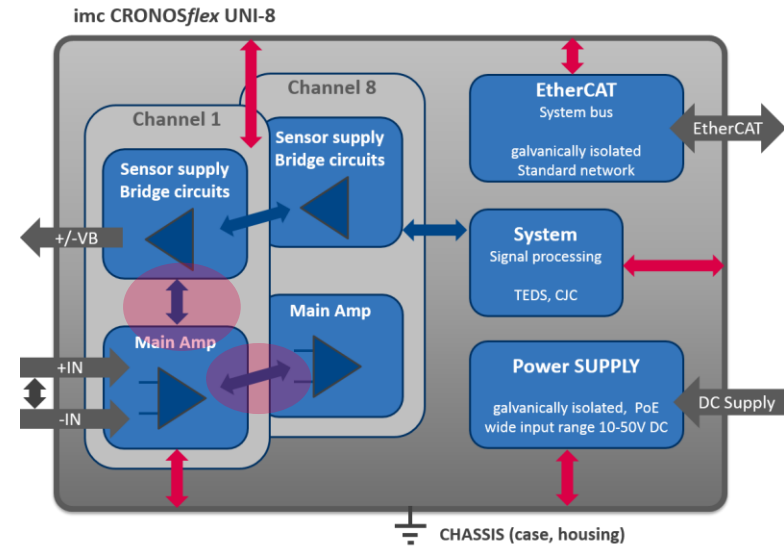 imc CRONOSflex UNI-8
Channel 8
Channel 1
Sensor supply
Bridge circuits
Sensor supply
Bridge circuits
+/-VB
Main Amp
Main Amp
+IN
-IN
EtherCAT
System bus
galvanically isolated
Standard network
EtherCAT
System
Signal processing
TEDS, CJC
Power SUPPLY
galvanically isolated, PoE
wide input range 10-50V DC
DC Supply
CHASSIS (case, housing)